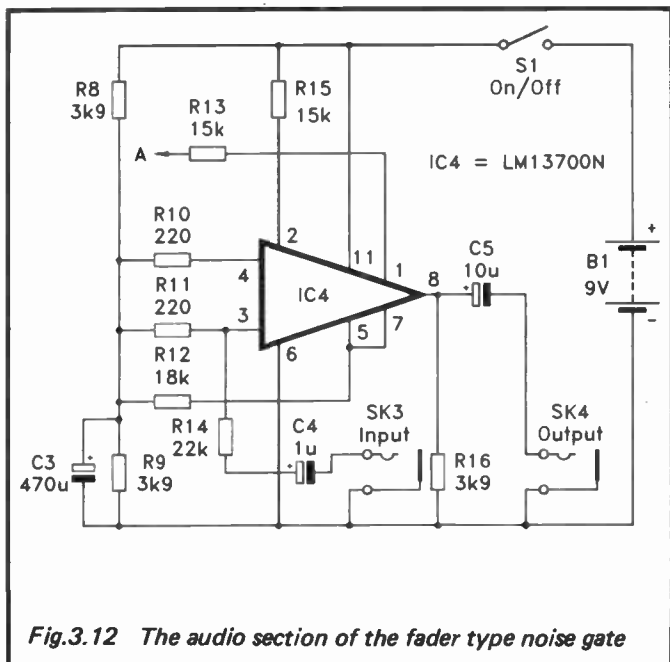 S1
On/Off
R8
3k9
R15
15k
R13
15k
A
IC4 = LM13700N
R10
220
2
11
1
C5
10u
+
B1
9V
-
4
IC4
8
R11
220
3
5
7
6
R12
18k
R14
22k
C4
1u
SK3
Input
SK4
Output
C3
470u
R9
3k9
R16
3k9
+
+
+
Fig.3.12 The audio section of the fader type noise gate